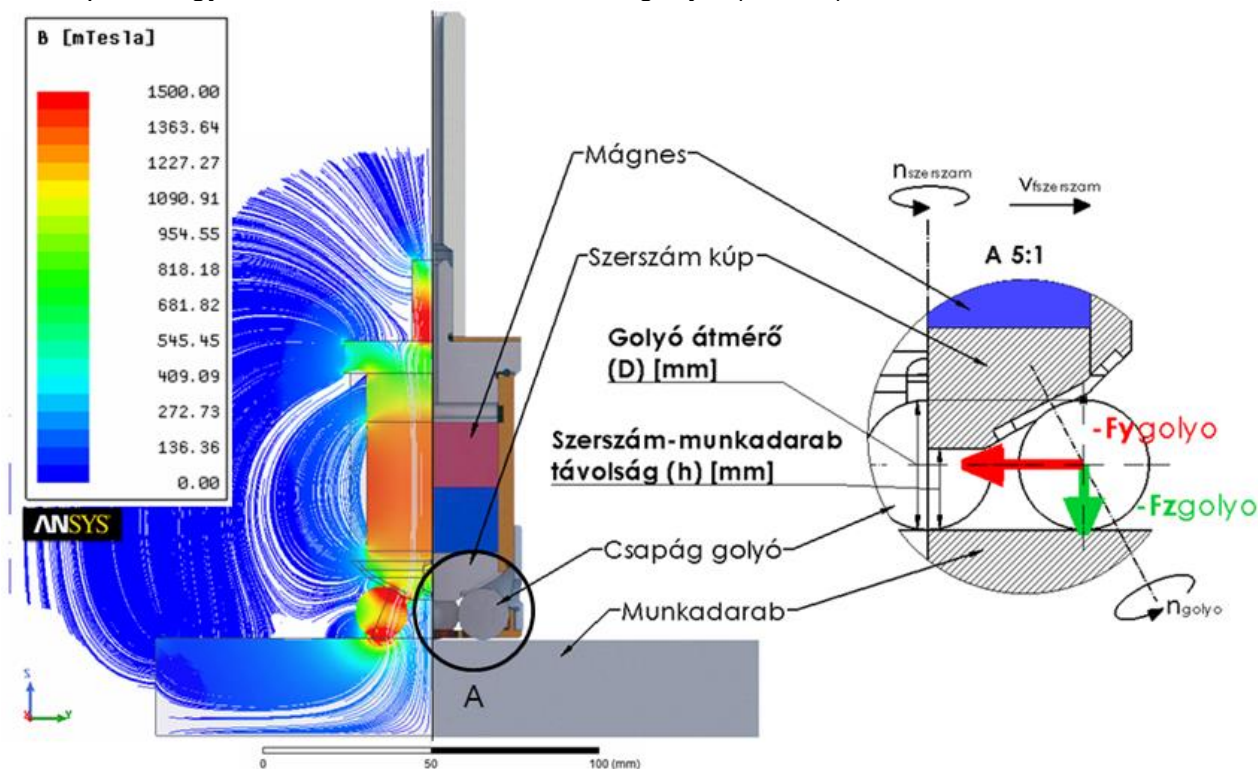 B [mTesla]
1500.00
1363.64
1227.27
1090.91
954.55
818.18
681.82
545.45
409.09
272.73
136.36
0.00
ANSYS
Mágnes
Szerszám kúp
Golyó átmérő
(D) [mm]
Szerszám-munkadarab
távolság (h) [mm]
Csapág golyó
Munkadarab
nszerszam
vfszerszam
A 5:1
-Fygolyo
-Fzgolyo
ngolyo
A
Z
X
Y
0
50
100 (mm)